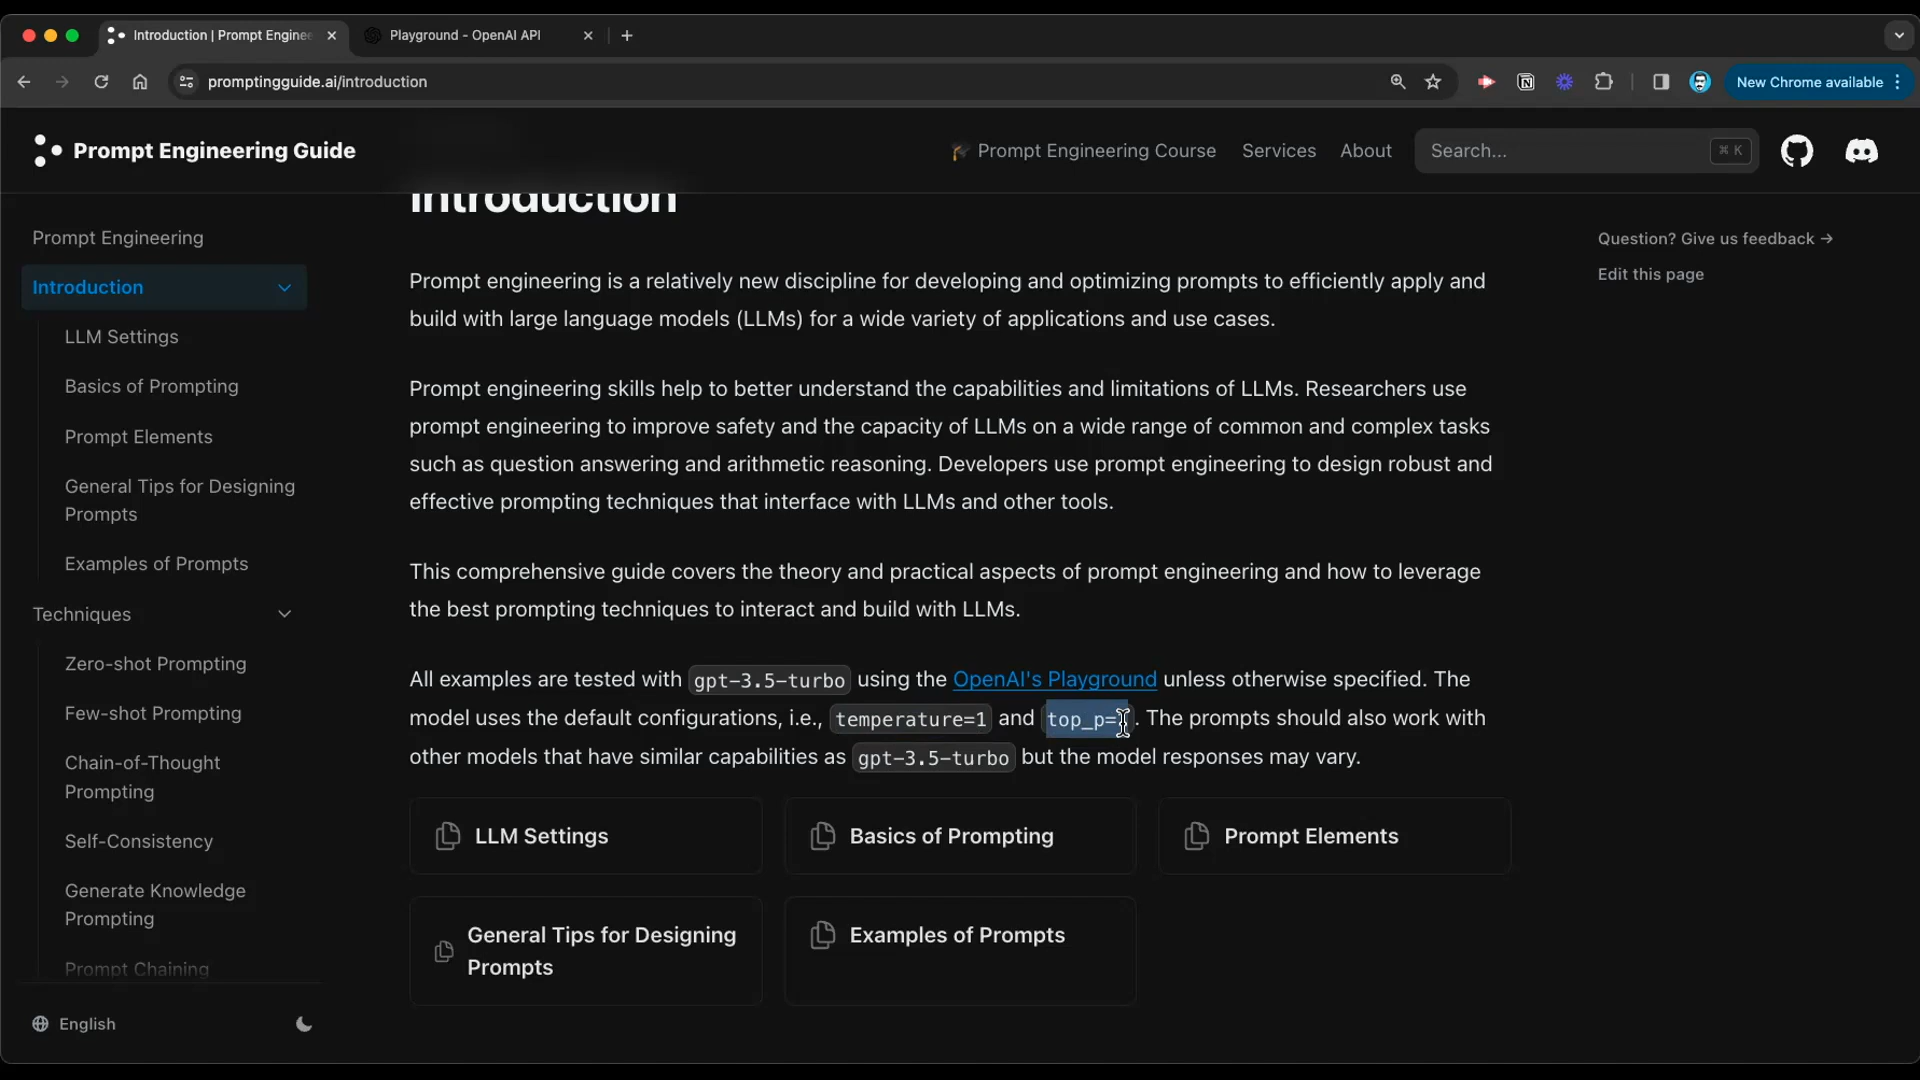 Introduction | Prompt Enginee
Playground - OpenAI API
promptingguide.ai/introduction
New Chrome available
Prompt Engineering Guide
Prompt Engineering Course
Services
About
Search...
⌘ K
Introduction
Prompt Engineering
Introduction
LLM Settings
Basics of Prompting
Prompt Elements
General Tips for Designing
Prompts
Examples of Prompts
Techniques
Zero-shot Prompting
Few-shot Prompting
Chain-of-Thought
Prompting
Self-Consistency
Generate Knowledge
Prompting
Prompt Chaining
English
Prompt engineering is a relatively new discipline for developing and optimizing prompts to efficiently apply and
build with large language models (LLMs) for a wide variety of applications and use cases.
Prompt engineering skills help to better understand the capabilities and limitations of LLMs. Researchers use
prompt engineering to improve safety and the capacity of LLMs on a wide range of common and complex tasks
such as question answering and arithmetic reasoning. Developers use prompt engineering to design robust and
effective prompting techniques that interface with LLMs and other tools.
This comprehensive guide covers the theory and practical aspects of prompt engineering and how to leverage
the best prompting techniques to interact and build with LLMs.
All examples are tested with gpt-3.5-turbo using the OpenAI's Playground unless otherwise specified. The
model uses the default configurations, i.e., temperature=1 and top_p= . The prompts should also work with
other models that have similar capabilities as gpt-3.5-turbo but the model responses may vary.
LLM Settings
Basics of Prompting
Prompt Elements
General Tips for Designing
Prompts
Examples of Prompts
Question? Give us feedback →
Edit this page